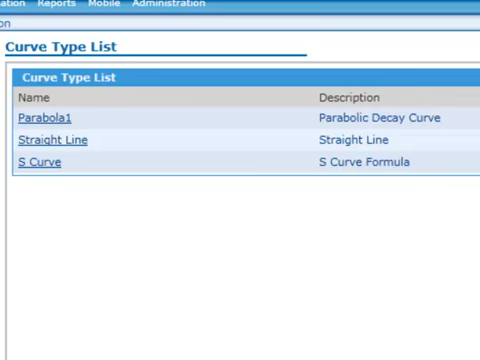 ation Reports Mobile Administration
on
Curve Type List
Curve Type List
Name Description
Parabola1 Parabolic Decay Curve
Straight Line Straight Line
S Curve S Curve Formula